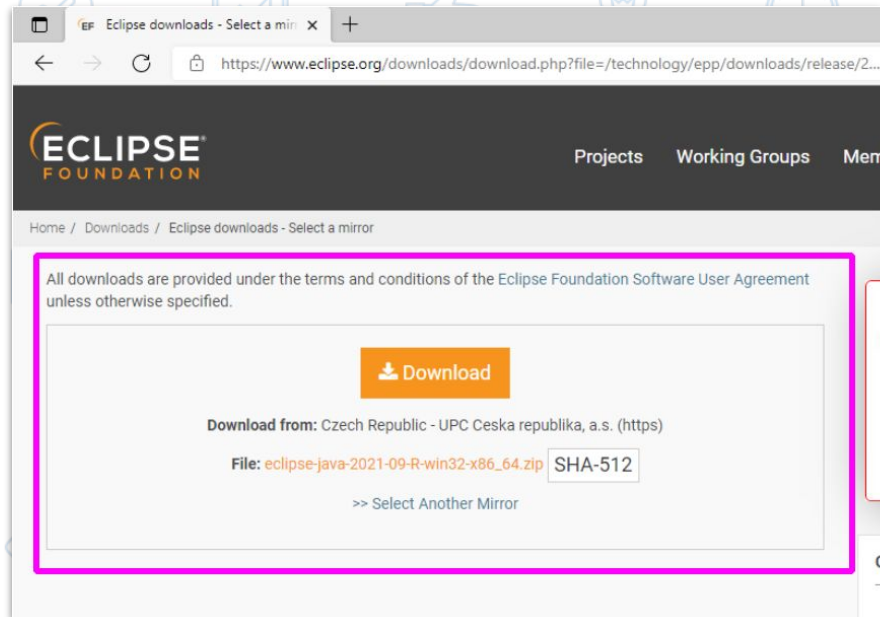 EF Eclipse downloads - Select a mir
https://www.eclipse.org/downloads/download.php?file=/technology/epp/downloads/release/2...
ECLIPSE
FOUNDATION
Projects Working Groups Mem
Home / Downloads / Eclipse downloads - Select a mirror
All downloads are provided under the terms and conditions of the Eclipse Foundation Software User Agreement
unless otherwise specified.
Download
Download from: Czech Republic - UPC Ceska republika, a.s. (https)
File: eclipse-java-2021-09-R-win32-x86_64.zip SHA-512
>> Select Another Mirror